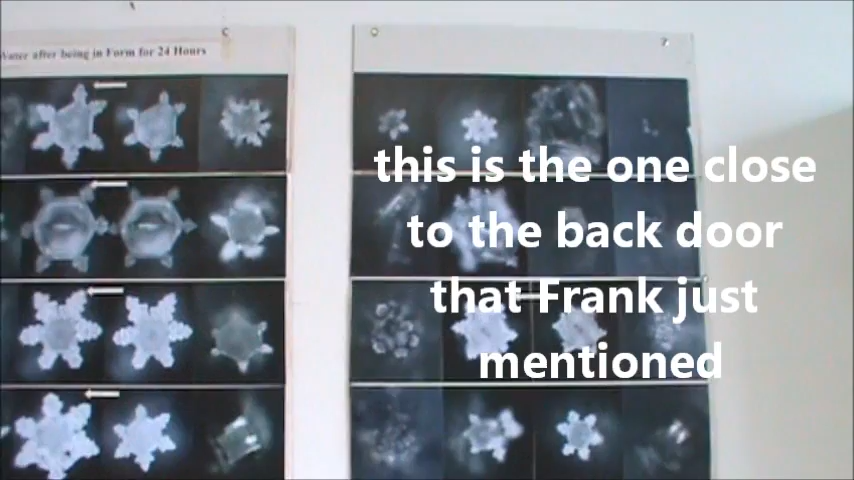 Water after being in Form for 24 Hours
this is the one close
to the back door
that Frank just
mentioned